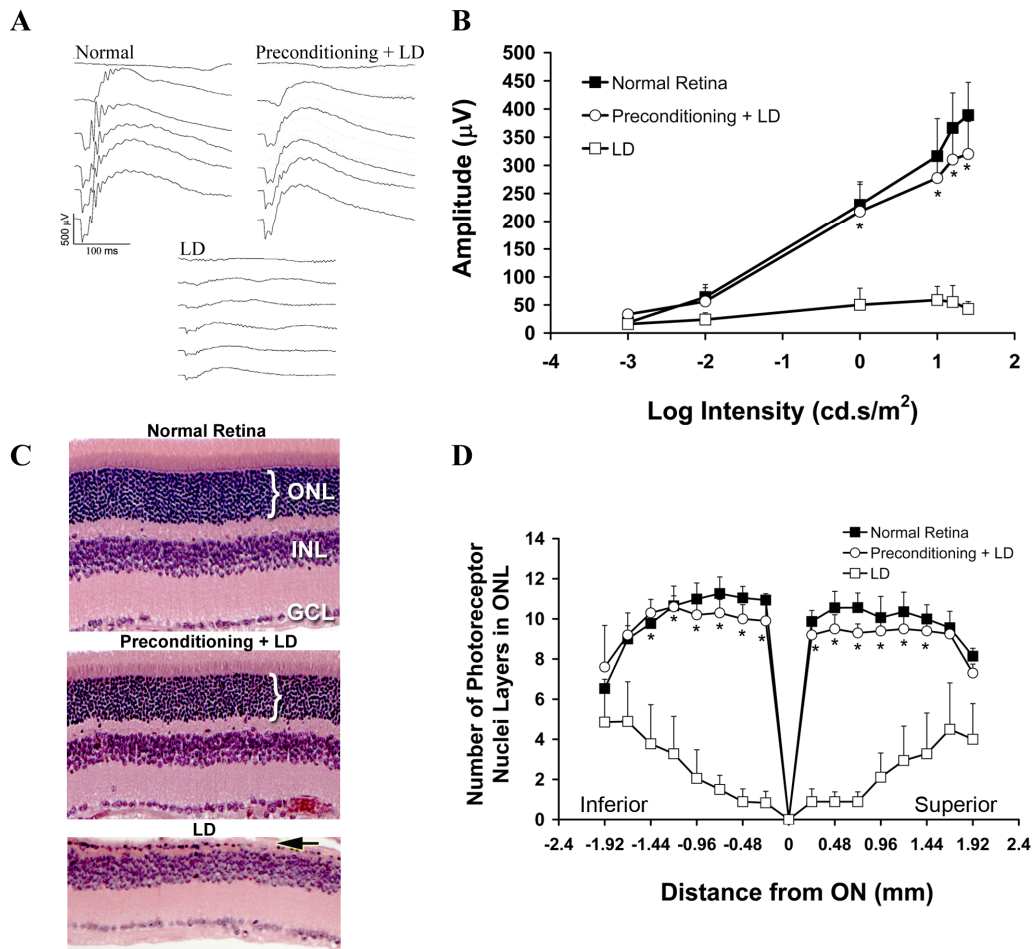 A
Normal
Preconditioning + LD
500 μV
100 ms
LD
B
500
450
400
350
300
250
200
150
100
50
0
Amplitude (μV)
Normal Retina
Preconditioning + LD
LD
* * * *
-4 -3 -2 -1 0 1 2
Log Intensity (cd.s/m²)
C
Normal Retina
} ONL
INL
GCL
Preconditioning + LD
}
LD
D
Normal Retina
Preconditioning + LD
LD
14
12
10
8
6
4
2
0
Number of Photoreceptor
Nuclei Layers in ONL
* * * * * * * * * * * *
Inferior
Superior
-2.4 -1.92 -1.44 -0.96 -0.48 0 0.48 0.96 1.44 1.92 2.4
Distance from ON (mm)